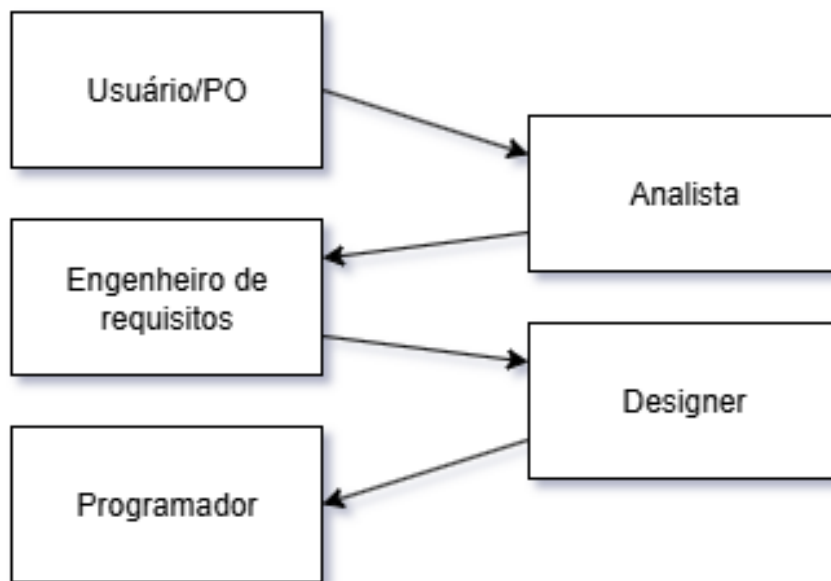 Usuário/PO
Analista
Engenheiro de
requisitos
Designer
Programador